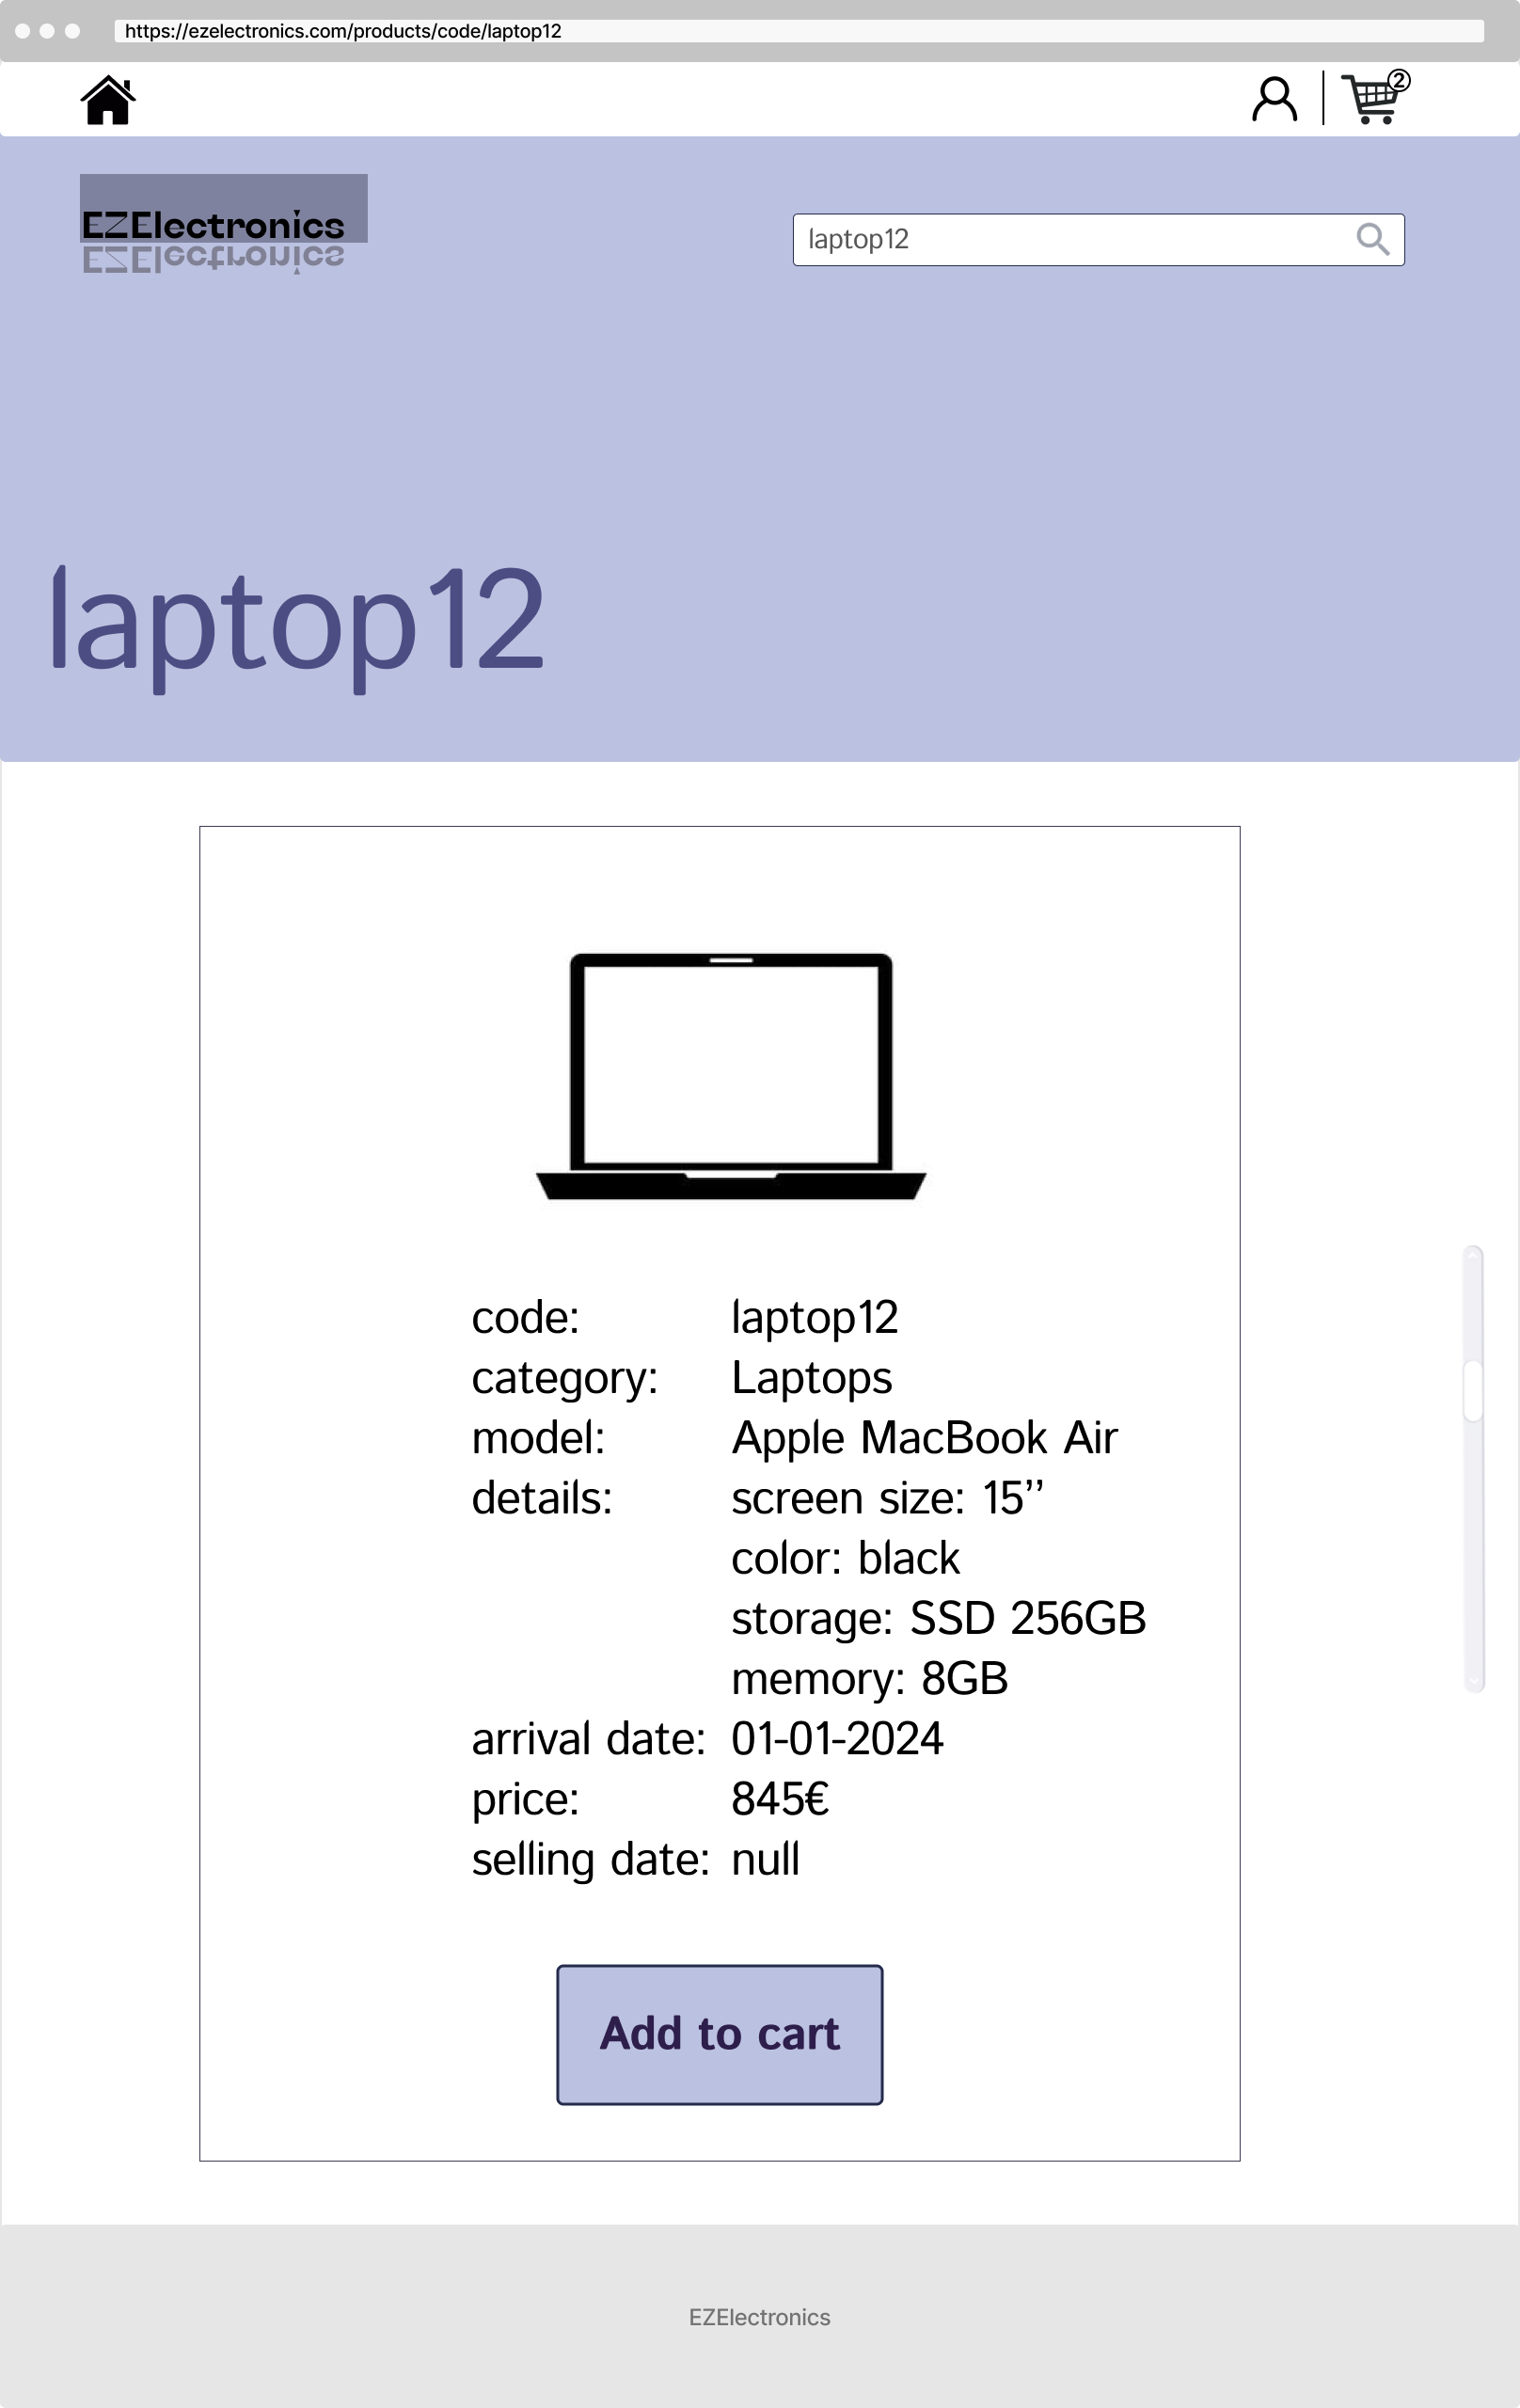 https://ezelectronics.com/products/code/laptop12
2
EZElectronics
EZElectronics
laptop12
laptop12
code: laptop12
category: Laptops
model: Apple MacBook Air
details: screen size: 15’’
color: black
storage: SSD 256GB
memory: 8GB
arrival date: 01-01-2024
price: 845€
selling date: null
Add to cart
EZElectronics